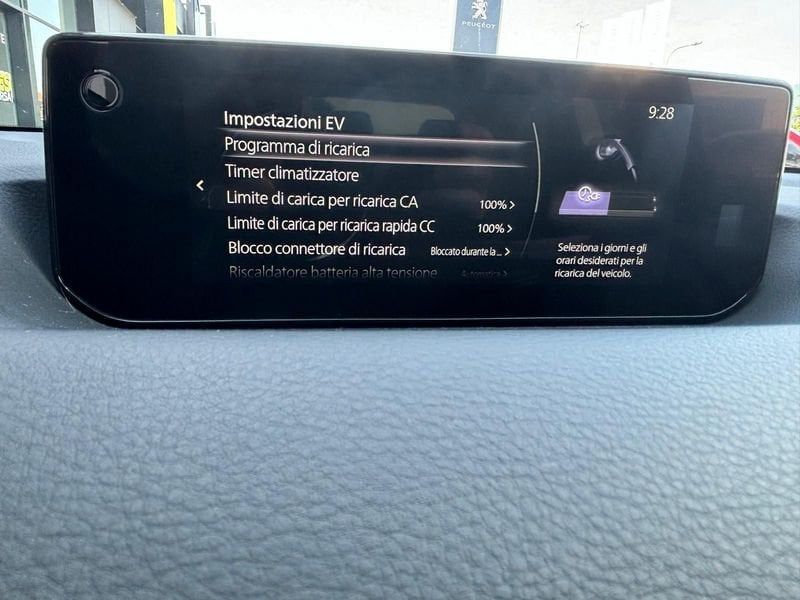 PEUGEOT
9:28
Impostazioni EV
Programma di ricarica
Timer climatizzatore
Limite di carica per ricarica CA 100%
Limite di carica per ricarica rapida CC 100%
Blocco connettore di ricarica Bloccato durante la ...
Riscaldatore batteria alta tensione Automatica
Seleziona i giorni e gli
orari desiderati per la
ricarica del veicolo.